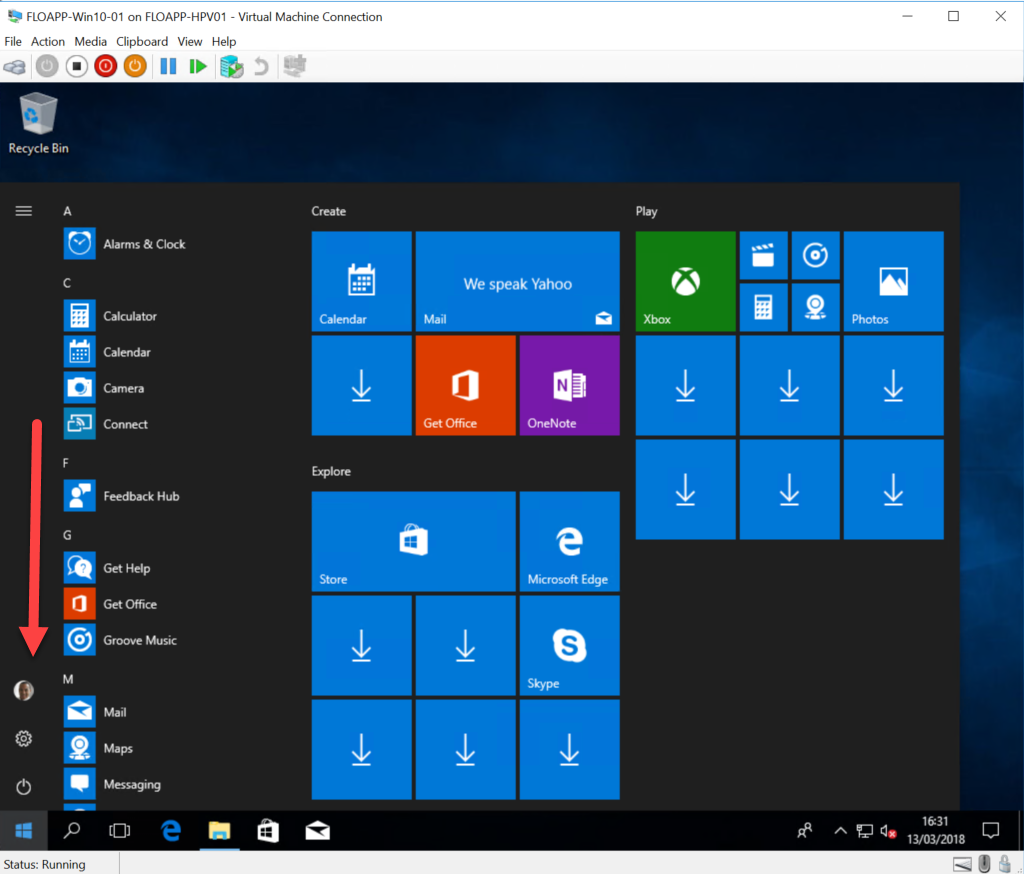 FLOAPP-Win10-01 on FLOAPP-HPV01 - Virtual Machine Connection
File Action Media Clipboard View Help
Recycle Bin
A
Alarms & Clock
C
Calculator
Calendar
Camera
Connect
F
Feedback Hub
G
Get Help
Get Office
Groove Music
M
Mail
Maps
Messaging
Create
We speak Yahoo
Calendar
Mail
Get Office
OneNote
Explore
Store
Microsoft Edge
Skype
Play
Xbox
Photos
16:31
13/03/2018
Status: Running